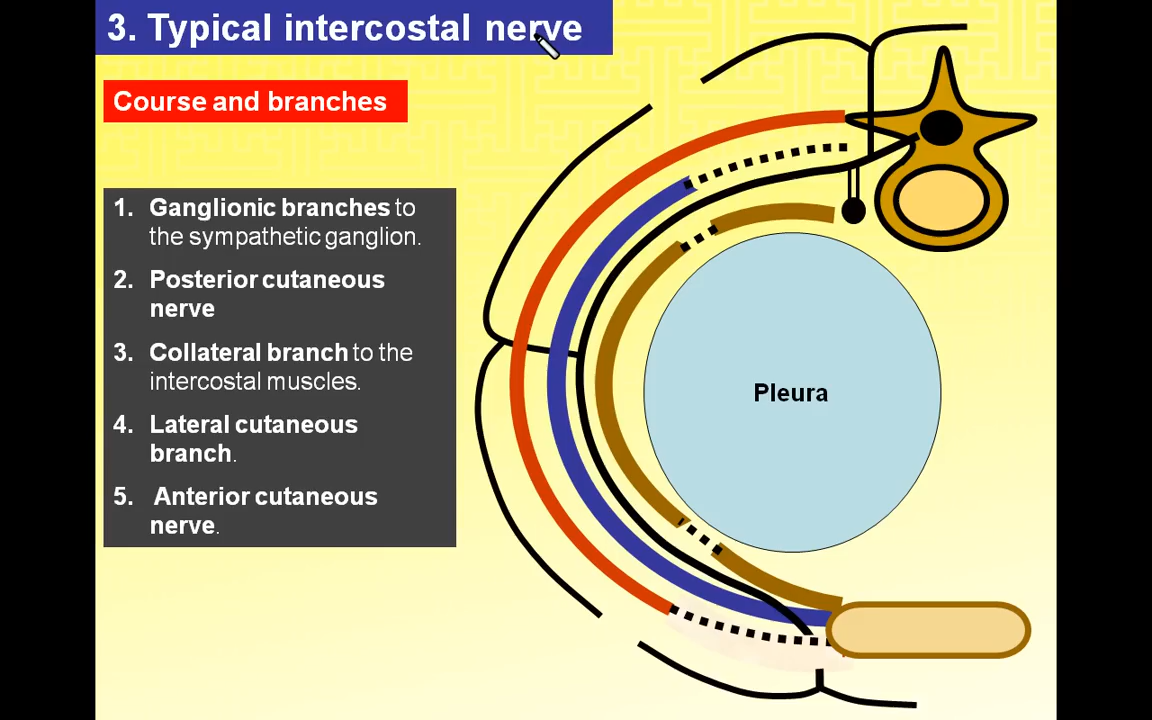 3. Typical intercostal nerve
Course and branches
1. Ganglionic branches to
the sympathetic ganglion.
2. Posterior cutaneous
nerve
3. Collateral branch to the
intercostal muscles.
4. Lateral cutaneous
branch.
5. Anterior cutaneous
nerve.
Pleura